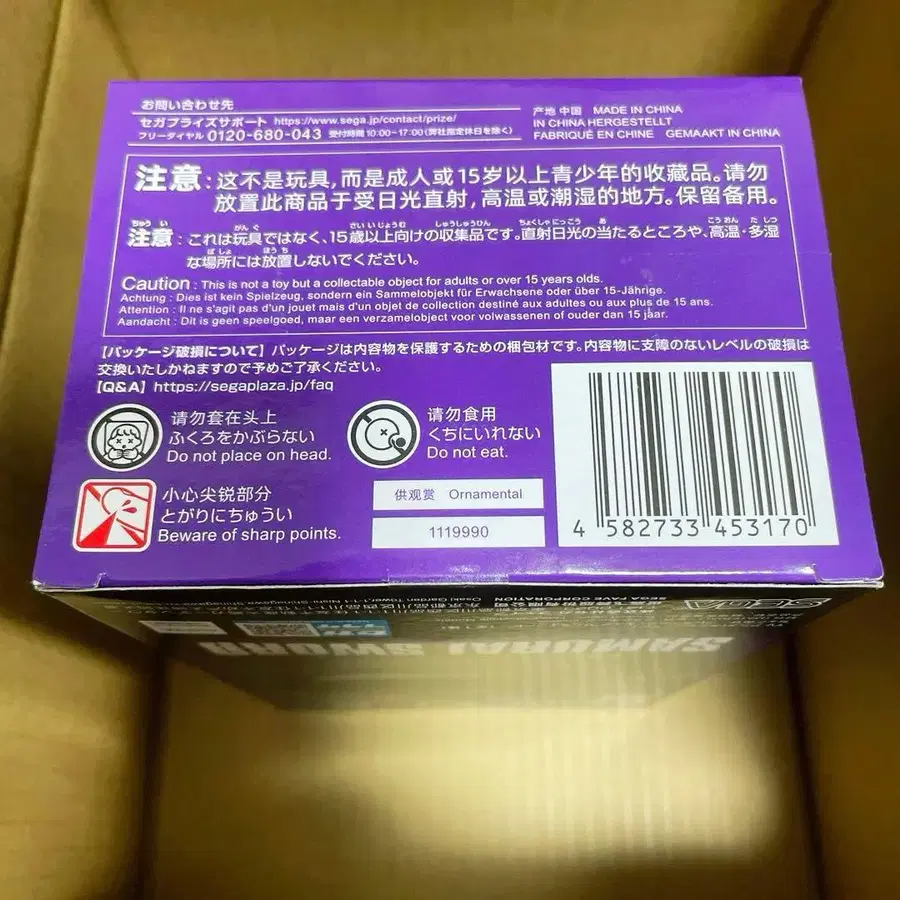 お問い合わせ先
セガプライズサポート https://www.sega.jp/contact/prize/
フリーダイヤル 0120-680-043 受付時間 10:00~17:00(弊社指定休日を除く)
产地 中国 MADE IN CHINA
IN CHINA HERGESTELLT
FABRIQUÉ EN CHINE GEMAAKT IN CHINA
注意:这不是玩具,而是成人或15岁以上青少年的收藏品。请勿
放置此商品于受日光直射,高温或潮湿的地方。保留备用。
注意:これは玩具ではなく、15歳以上向けの収集品です。直射日光の当たるところや、高温・多湿
な場所には放置しないでください。
Caution : This is not a toy but a collectable object for adults or over 15 years olds.
Achtung : Dies ist kein Spielzeug, sondern ein Sammelobjekt für Erwachsene oder über 15-Jährige.
Attention : Il ne s'agit pas d'un jouet mais d'un objet de collection destiné aux adultes ou aux plus de 15 ans.
Aandacht : Dit is geen speelgoed, maar een verzamelobject voor volwassenen of ouder dan 15 jaar.
【パッケージ破損について】パッケージは内容物を保護するための梱包材です。内容物に支障のないレベルの破損は
交換いたしかねますので予めご了承ください。
【Q&A】https://segaplaza.jp/faq
请勿套在头上
ふくろをかぶらない
Do not place on head.
请勿食用
くちにいれない
Do not eat.
小心尖锐部分
とがりにちゅうい
Beware of sharp points.
供观赏 Ornamental
1119990
4 582733 453170
SEGA
SEGA FAVE CORPORATION
SAMURAI SWORD